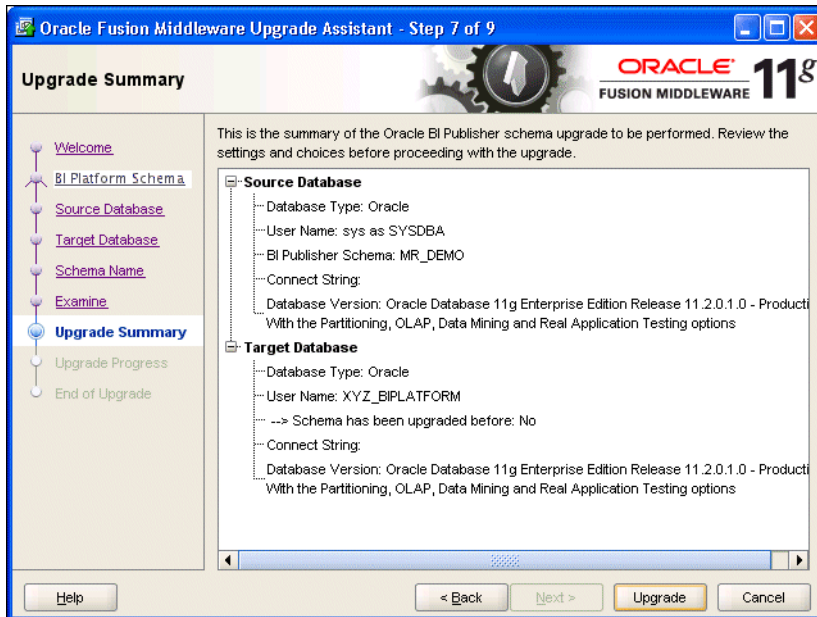 Oracle Fusion Middleware Upgrade Assistant - Step 7 of 9
Upgrade Summary
ORACLE
FUSION MIDDLEWARE 11g
Welcome
BI Platform Schema
Source Database
Target Database
Schema Name
Examine
Upgrade Summary
Upgrade Progress
End of Upgrade
This is the summary of the Oracle BI Publisher schema upgrade to be performed. Review the
settings and choices before proceeding with the upgrade.
Source Database
Database Type: Oracle
User Name: sys as SYSDBA
BI Publisher Schema: MR_DEMO
Connect String:
Database Version: Oracle Database 11g Enterprise Edition Release 11.2.0.1.0 - Producti
With the Partitioning, OLAP, Data Mining and Real Application Testing options
Target Database
Database Type: Oracle
User Name: XYZ_BIPLATFORM
--> Schema has been upgraded before: No
Connect String:
Database Version: Oracle Database 11g Enterprise Edition Release 11.2.0.1.0 - Producti
With the Partitioning, OLAP, Data Mining and Real Application Testing options
Help
< Back
Next >
Upgrade
Cancel